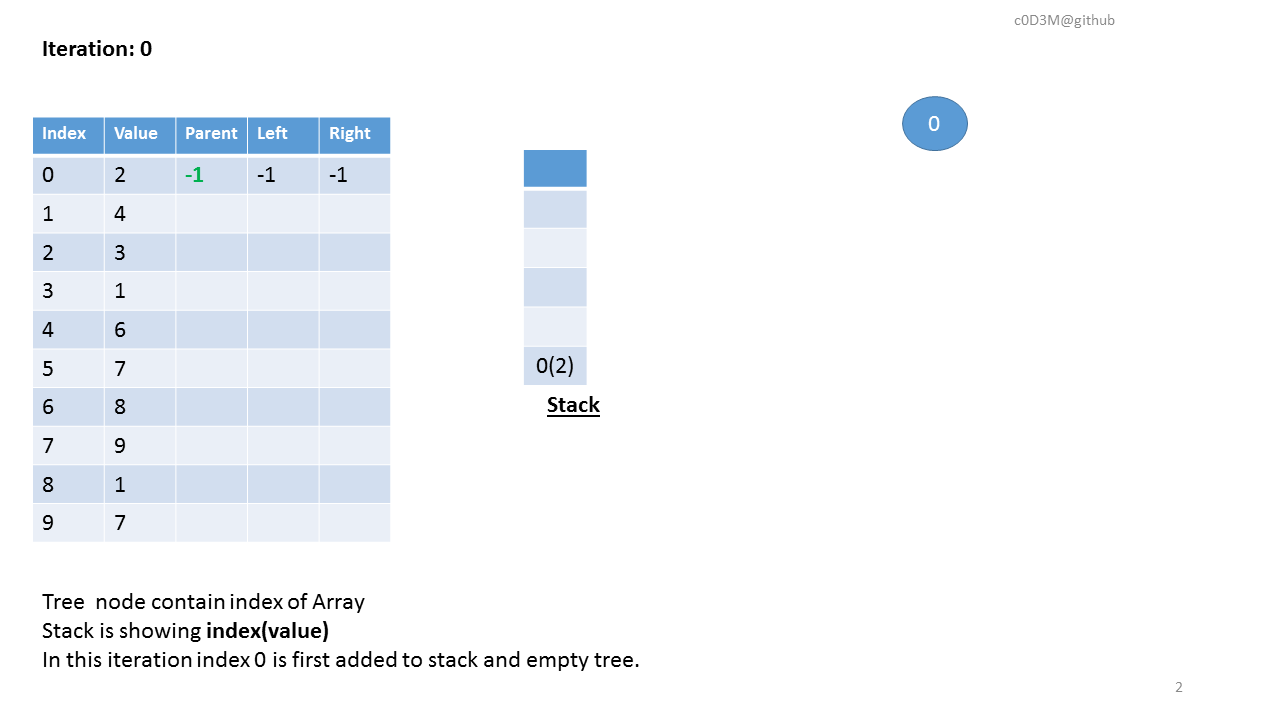 c0D3M@github
Iteration: 0
0
Index Value Parent Left Right
0 2 -1 -1 -1
1 4
2 3
3 1
4 6
5 7
6 8
7 9
8 1
9 7
0(2)
Stack
Tree node contain index of Array
Stack is showing index(value)
In this iteration index 0 is first added to stack and empty tree.
2